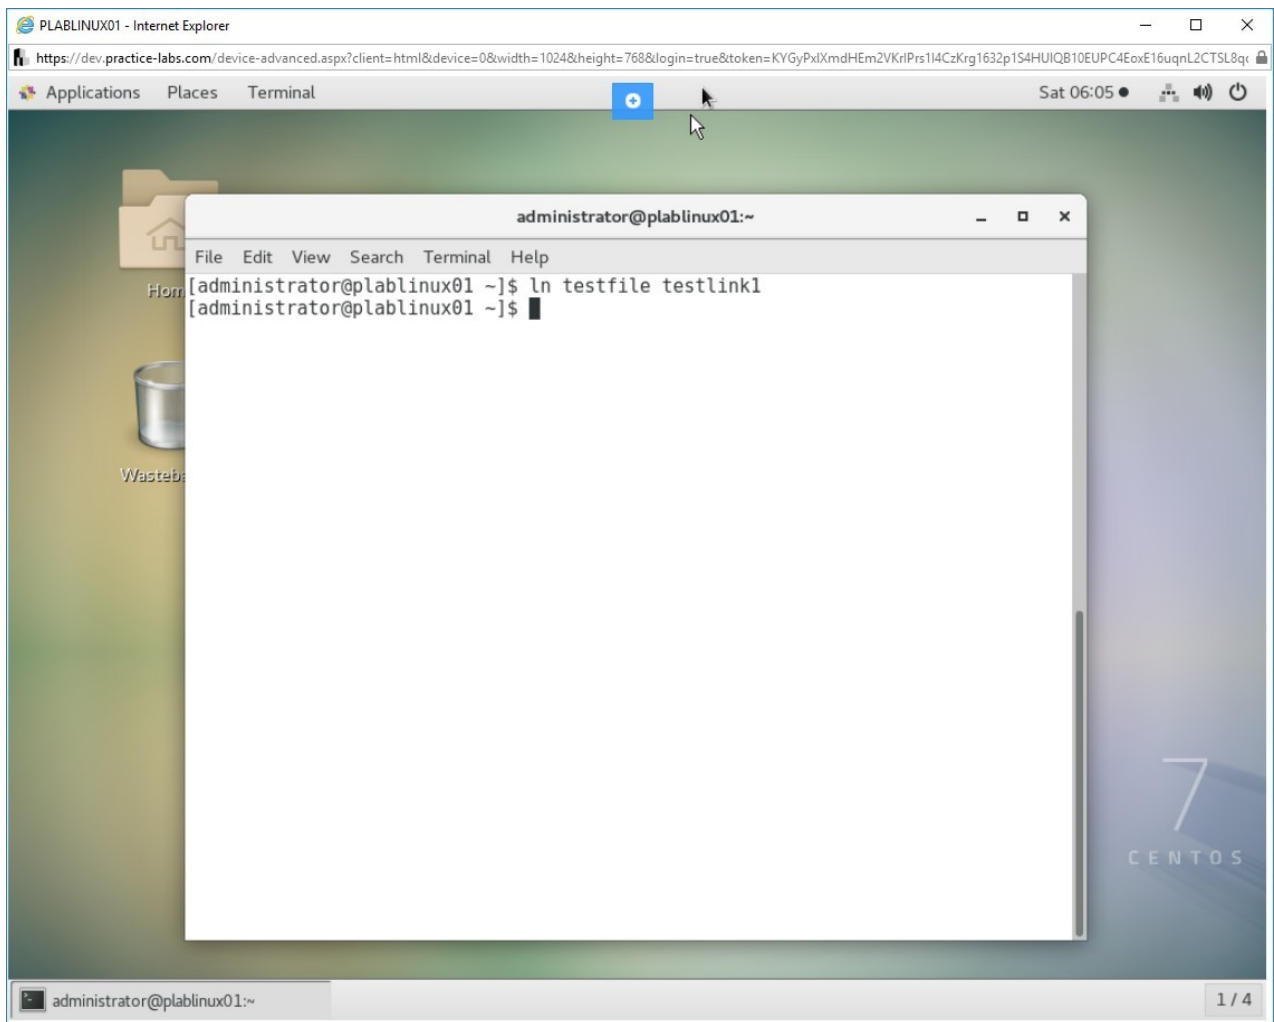 PLABLINUX01 - Internet Explorer
https://dev.practice-labs.com/device-advanced.aspx?client=html&device=0&width=1024&height=768&login=true&token=
Applications Places Terminal Sat 06:05
administrator@plablinux01:~
File Edit View Search Terminal Help
Hom
[administrator@plablinux01 ~]$ ln testfile testlink1
[administrator@plablinux01 ~]$
Wasteb
7
CENTOS
administrator@plablinux01:~
1 / 4